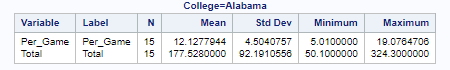 College=Alabama
Variable Label N Mean Std Dev Minimum Maximum
Per_Game Per_Game 15 12.1277944 4.5040757 5.0100000 19.0764706
Total Total 15 177.5280000 92.1910556 50.1000000 324.3000000